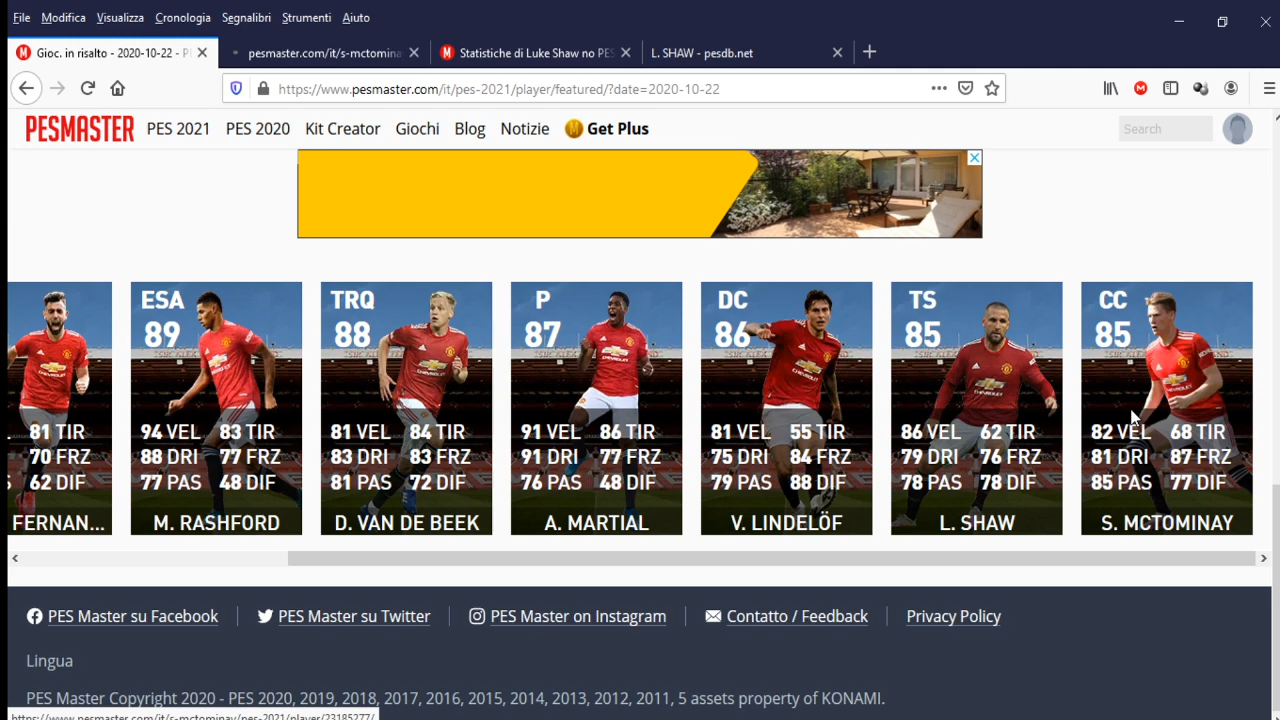 File Modifica Visualizza Cronologia Segnalibri Strumenti Aiuto
Gioc. in risalto - 2020-10-22 - P
pesmaster.com/it/s-mctomina
Statistiche di Luke Shaw no PES
L. SHAW - pesdb.net
https://www.pesmaster.com/it/pes-2021/player/featured/?date=2020-10-22
PESMASTER PES 2021 PES 2020 Kit Creator Giochi Blog Notizie Get Plus Search
81 TIR
70 FRZ
62 DIF
FERNAN...
ESA
89
94 VEL 83 TIR
88 DRI 77 FRZ
77 PAS 48 DIF
M. RASHFORD
TRQ
88
81 VEL 84 TIR
83 DRI 83 FRZ
81 PAS 72 DIF
D. VAN DE BEEK
P
87
91 VEL 86 TIR
91 DRI 77 FRZ
76 PAS 48 DIF
A. MARTIAL
DC
86
81 VEL 55 TIR
75 DRI 84 FRZ
79 PAS 88 DIF
V. LINDELÖF
TS
85
86 VEL 62 TIR
79 DRI 76 FRZ
78 PAS 78 DIF
L. SHAW
CC
85
82 VEL 68 TIR
81 DRI 87 FRZ
85 PAS 77 DIF
S. MCTOMINAY
PES Master su Facebook PES Master su Twitter PES Master on Instagram Contatto / Feedback Privacy Policy
Lingua
PES Master Copyright 2020 - PES 2020, 2019, 2018, 2017, 2016, 2015, 2014, 2013, 2012, 2011, 5 assets property of KONAMI.
https://www.pesmaster.com/it/s-mctominay/pes-2021/player/23185277/